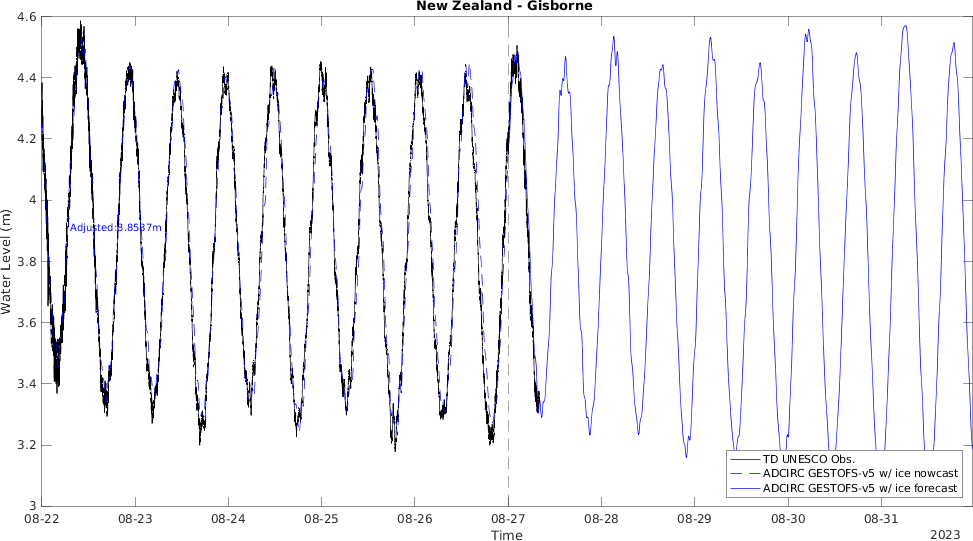 New Zealand - Gisborne
4.6
4.4
4.2
4
3.8
3.6
3.4
3.2
3
Water Level (m)
Adjusted:3.8537m
TD UNESCO Obs.
ADCIRC GESTOFS-v5 w/ ice nowcast
ADCIRC GESTOFS-v5 w/ ice forecast
08-22 08-23 08-24 08-25 08-26 08-27 08-28 08-29 08-30 08-31
Time
2023